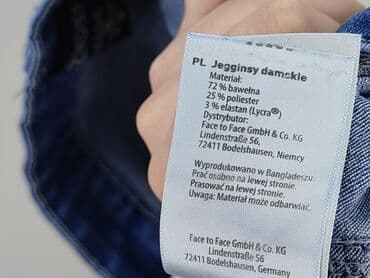 PL Jegginsy damskie
Materiał:
72 % bawełna
25 % poliester
3 % elastan (Lycra®)
Dystrybutor:
Face to Face GmbH & Co. KG
Lindenstraße 56,
72411 Bodelshausen, Niemcy
Wyprodukowano w Bangladeszu.
Prać osobno na lewej stronie.
Prasować na lewej stronie.
Uwaga: Materiał może odbarwiać.
Face to Face GmbH & Co. KG
Lindenstraße 56
72411 Bodelshausen, Germany